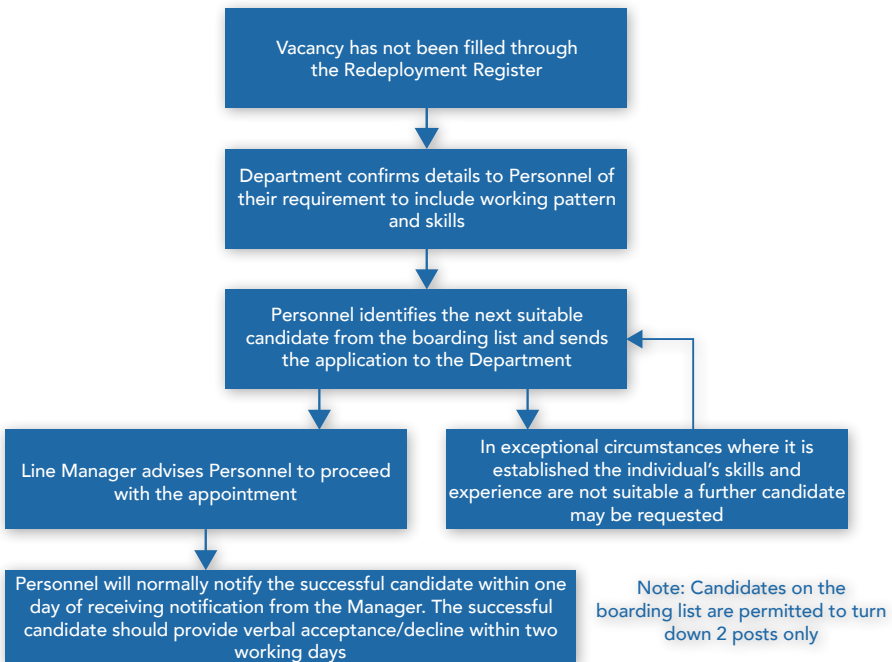 Vacancy has not been filled through
the Redeployment Register
Department confirms details to Personnel of
their requirement to include working pattern
and skills
Personnel identifies the next suitable
candidate from the boarding list and sends
the application to the Department
Line Manager advises Personnel to proceed
with the appointment
In exceptional circumstances where it is
established the individual’s skills and
experience are not suitable a further candidate
may be requested
Personnel will normally notify the successful candidate within one
day of receiving notification from the Manager. The successful
candidate should provide verbal acceptance/decline within two
working days
Note: Candidates on the
boarding list are permitted to turn
down 2 posts only